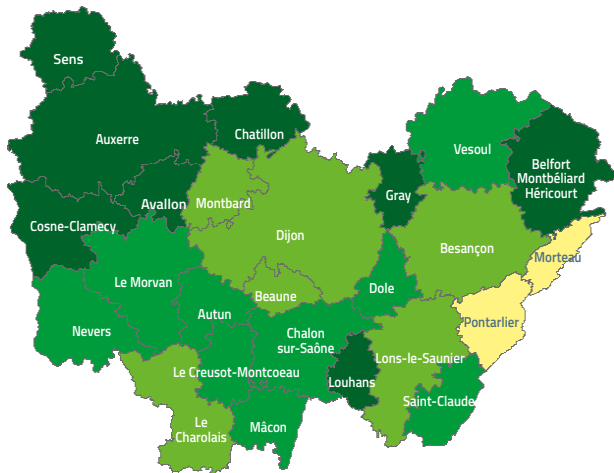 Sens
Auxerre
Chatillon
Vesoul
Belfort
Montbéliard
Héricourt
Avallon
Montbard
Gray
Cosne-Clamecy
Dijon
Besançon
Morteau
Le Morvan
Beaune
Dole
Autun
Nevers
Chalon
sur-Saône
Pontarlier
Lons-le-Saunier
Le Creusot-Montcoeau
Louhans
Saint-Claude
Le
Charolais
Mâcon